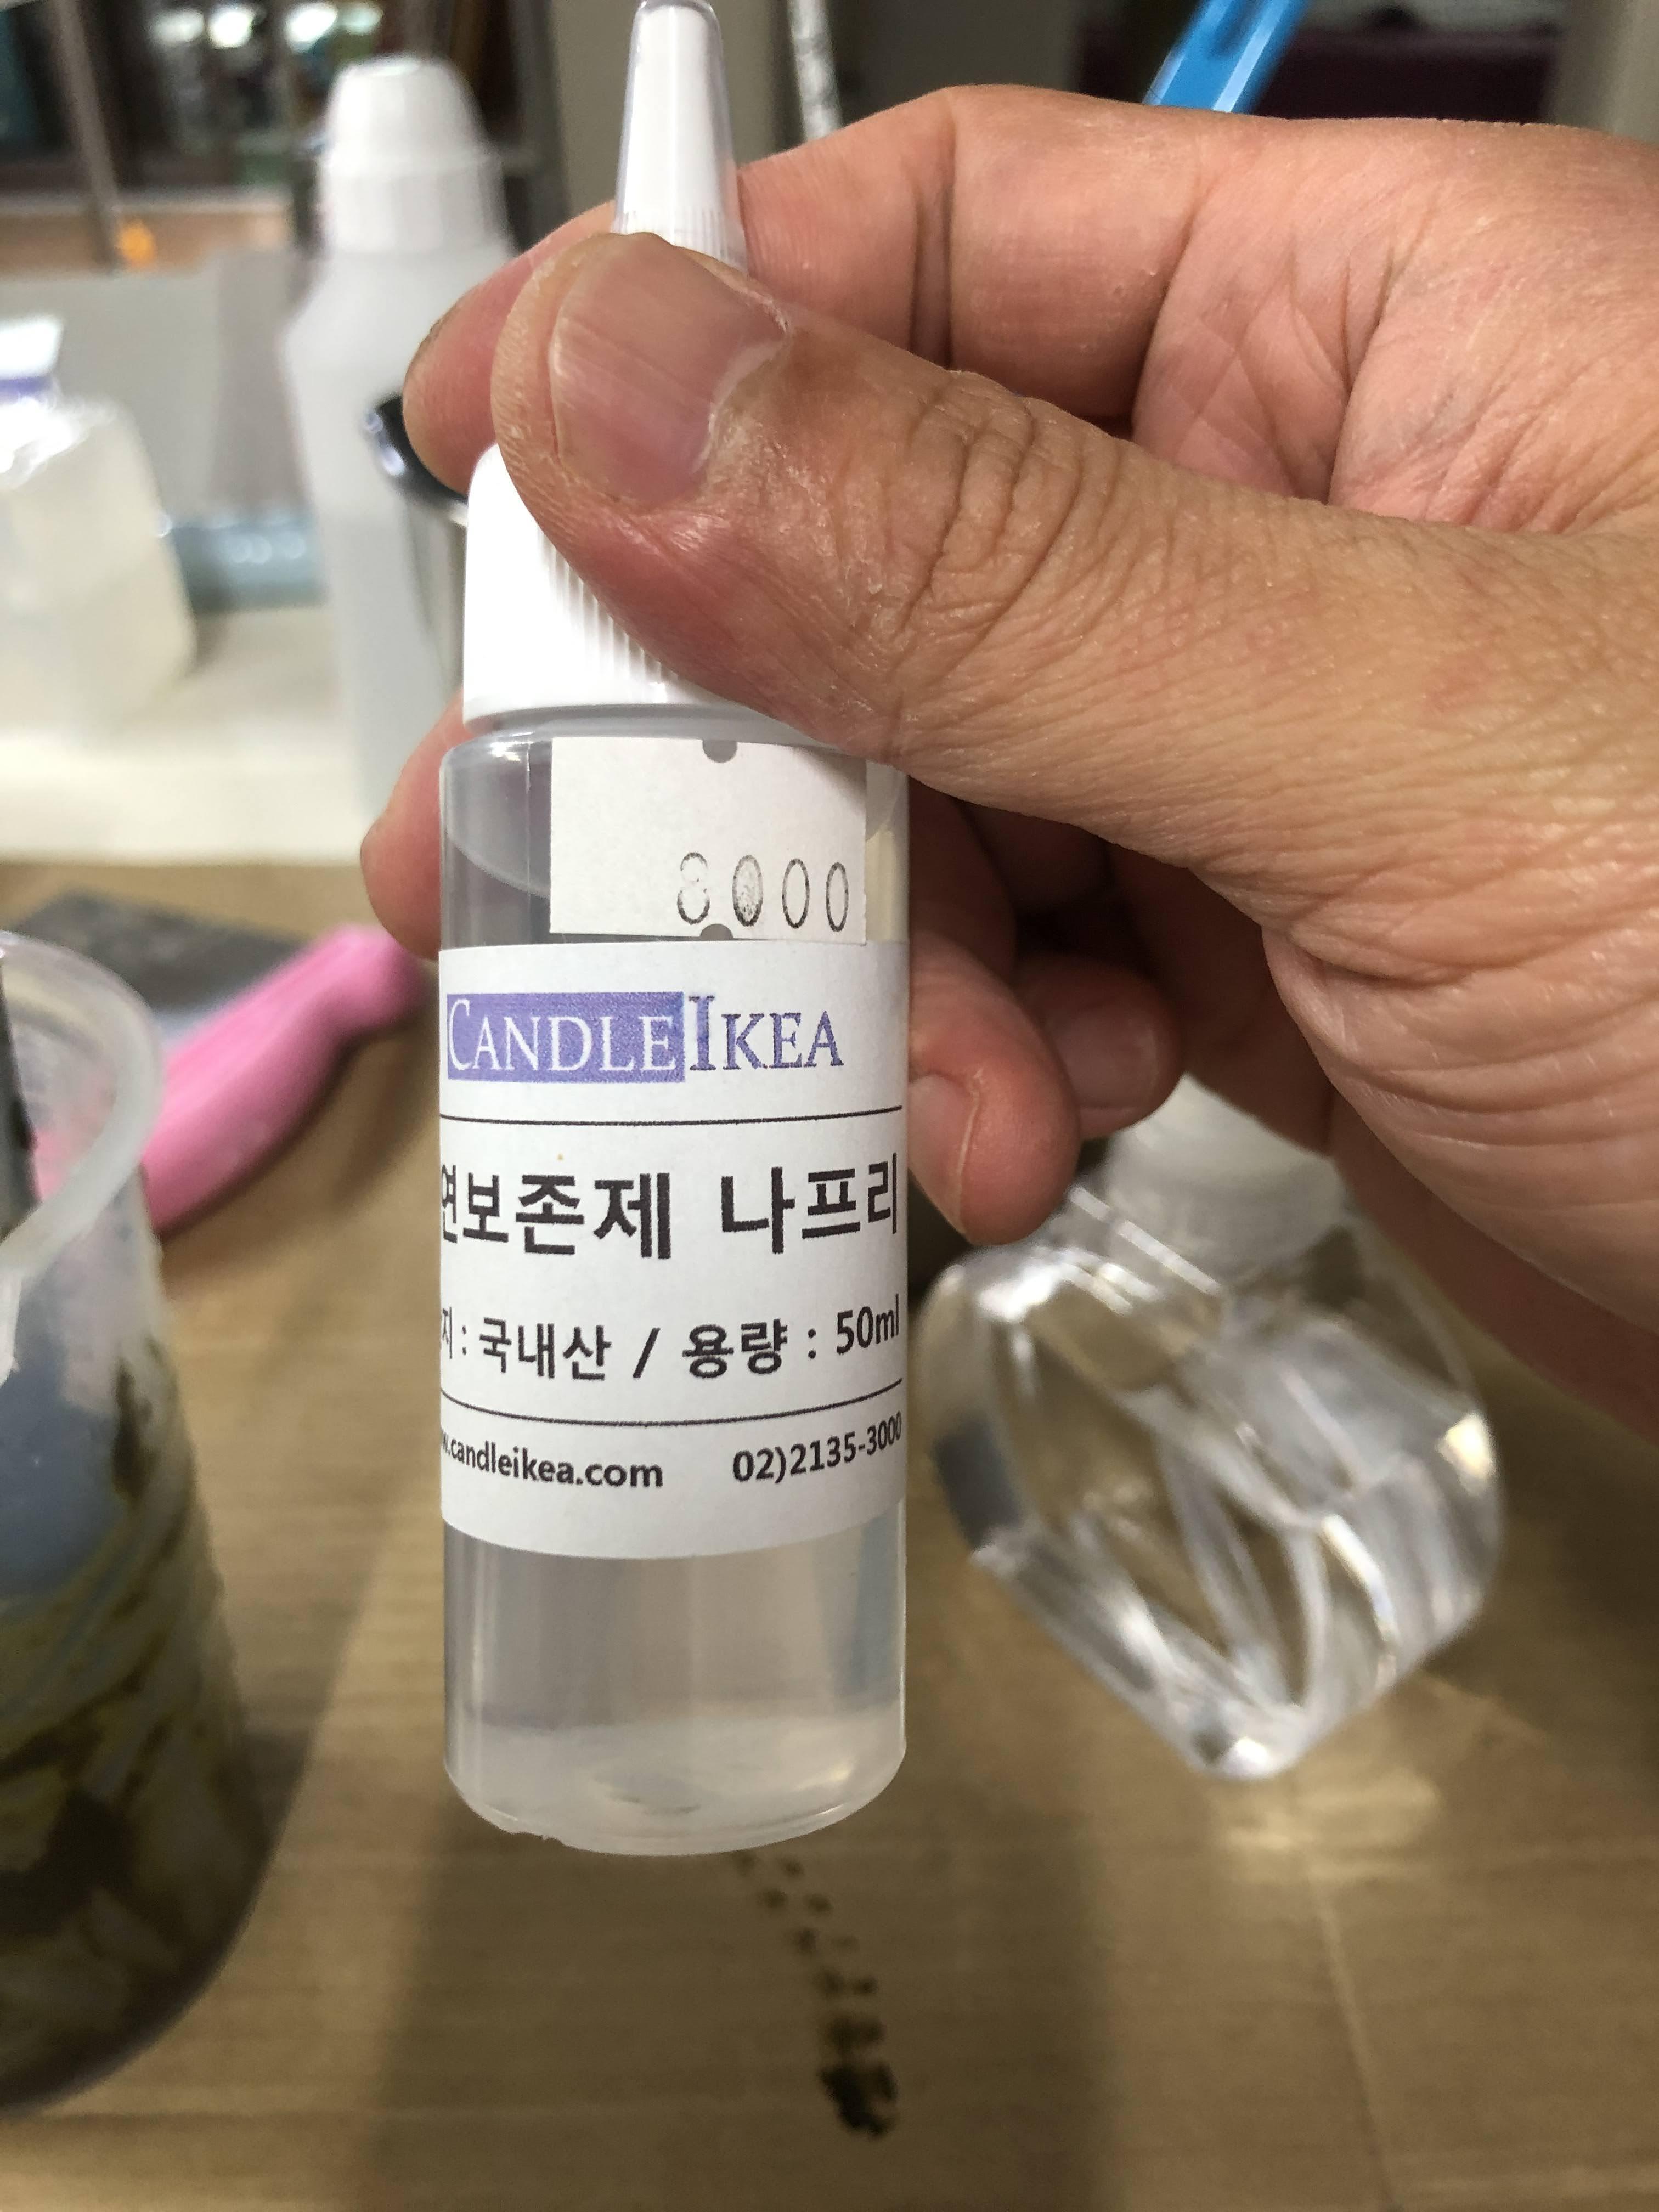 8000
CANDLEIKEA
연보존제 나프리
지 : 국내산 / 용량 : 50ml
w.candleikea.com 02)2135-3000